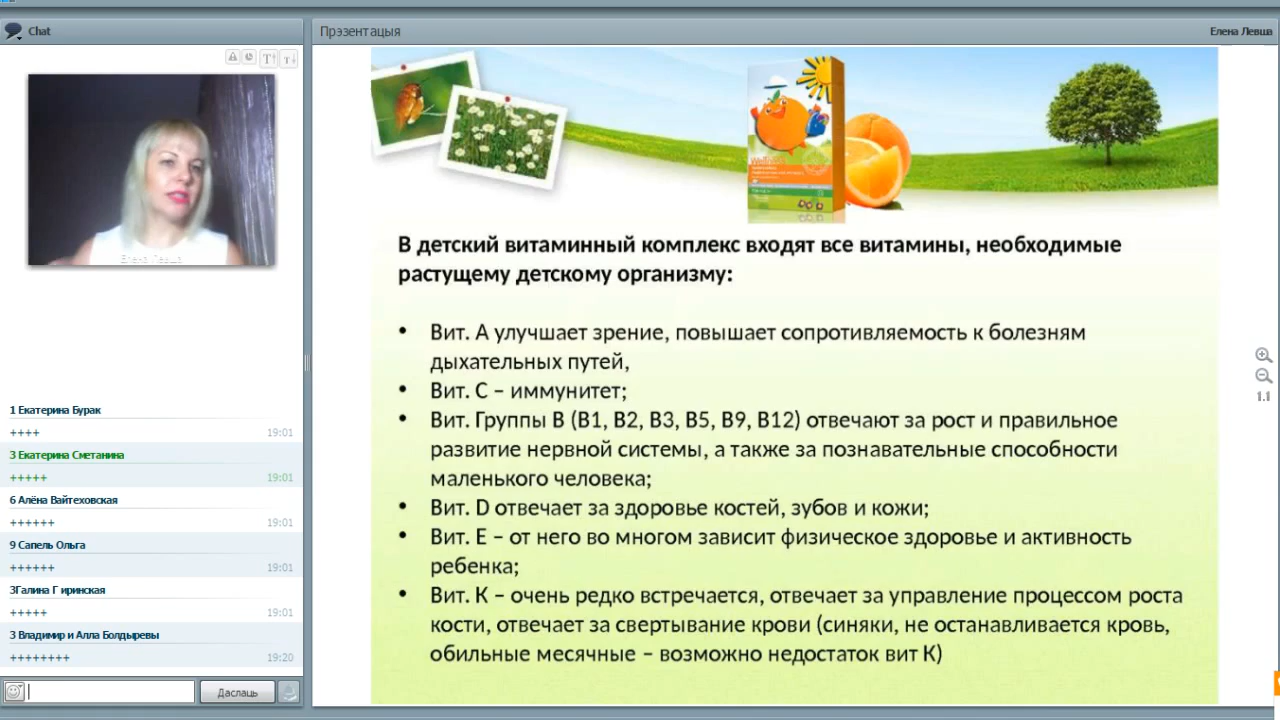 Chat
Прэзентацыя
Елена Левша
Елена Левша
В детский витаминный комплекс входят все витамины, необходимые
растущему детскому организму:
• Вит. А улучшает зрение, повышает сопротивляемость к болезням
дыхательных путей,
• Вит. С – иммунитет;
• Вит. Группы В (В1, В2, В3, В5, В9, В12) отвечают за рост и правильное
развитие нервной системы, а также за познавательные способности
маленького человека;
• Вит. D отвечает за здоровье костей, зубов и кожи;
• Вит. Е – от него во многом зависит физическое здоровье и активность
ребенка;
• Вит. К – очень редко встречается, отвечает за управление процессом роста
кости, отвечает за свертывание крови (синяки, не останавливается кровь,
обильные месячные – возможно недостаток вит К)
1 Екатерина Бурак
++++ 19:01
3 Екатерина Сметанина
+++++ 19:01
6 Алёна Вайтеховская
++++++ 19:01
9 Сапель Ольга
++++++ 19:01
3Галина Г иринская
+++++ 19:01
3 Владимир и Алла Болдыревы
++++++++ 19:20
Даслаць
1.1